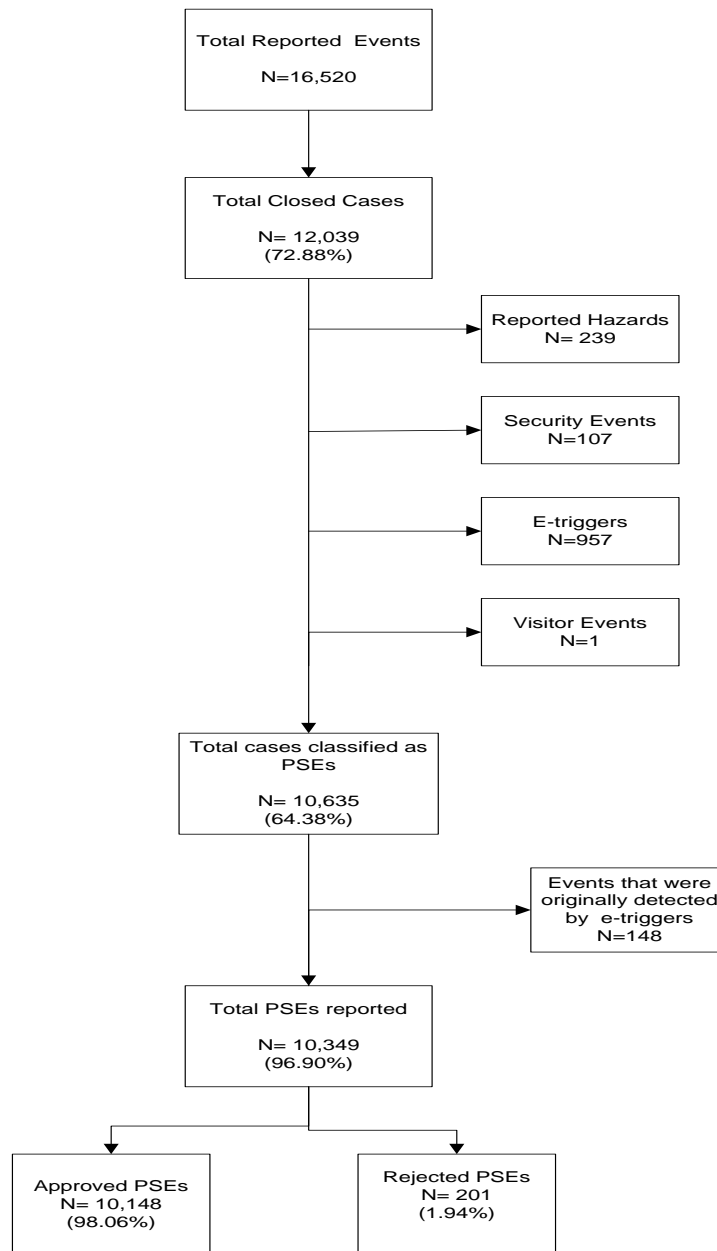 Total Reported Events
N=16,520
Total Closed Cases
N= 12,039
(72.88%)
Reported Hazards
N= 239
Security Events
N=107
E-triggers
N=957
Visitor Events
N=1
Total cases classified as
PSEs
N= 10,635
(64.38%)
Events that were
originally detected
by e-triggers
N=148
Total PSEs reported
N= 10,349
(96.90%)
Approved PSEs
N= 10,148
(98.06%)
Rejected PSEs
N= 201
(1.94%)